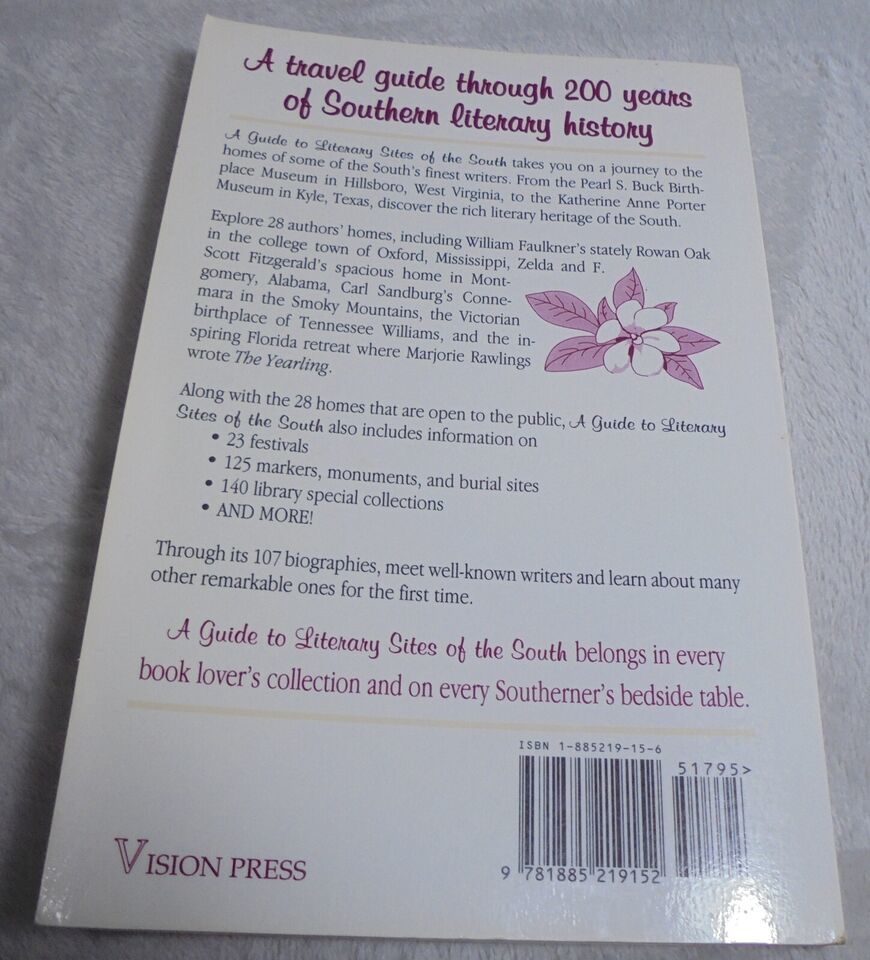 A travel guide through 200 years
of Southern literary history
A Guide to Literary Sites of the South takes you on a journey to the
homes of some of the South's finest writers. From the Pearl S. Buck Birth-
place Museum in Hillsboro, West Virginia, to the Katherine Anne Porter
Museum in Kyle, Texas, discover the rich literary heritage of the South.
Explore 28 authors' homes, including William Faulkner's stately Rowan Oak
in the college town of Oxford, Mississippi, Zelda and F.
Scott Fitzgerald's spacious home in Mont-
gomery, Alabama, Carl Sandburg's Conne-
mara in the Smoky Mountains, the Victorian
birthplace of Tennessee Williams, and the in-
spiring Florida retreat where Marjorie Rawlings
wrote The Yearling.
Along with the 28 homes that are open to the public, A Guide to Literary
Sites of the South also includes information on
• 23 festivals
• 125 markers, monuments, and burial sites
• 140 library special collections
• AND MORE!
Through its 107 biographies, meet well-known writers and learn about many
other remarkable ones for the first time.
A Guide to Literary Sites of the South belongs in every
book lover's collection and on every Southerner's bedside table.
ISBN 1-885219-15-6
51795>
9 781885 219152
VISION PRESS